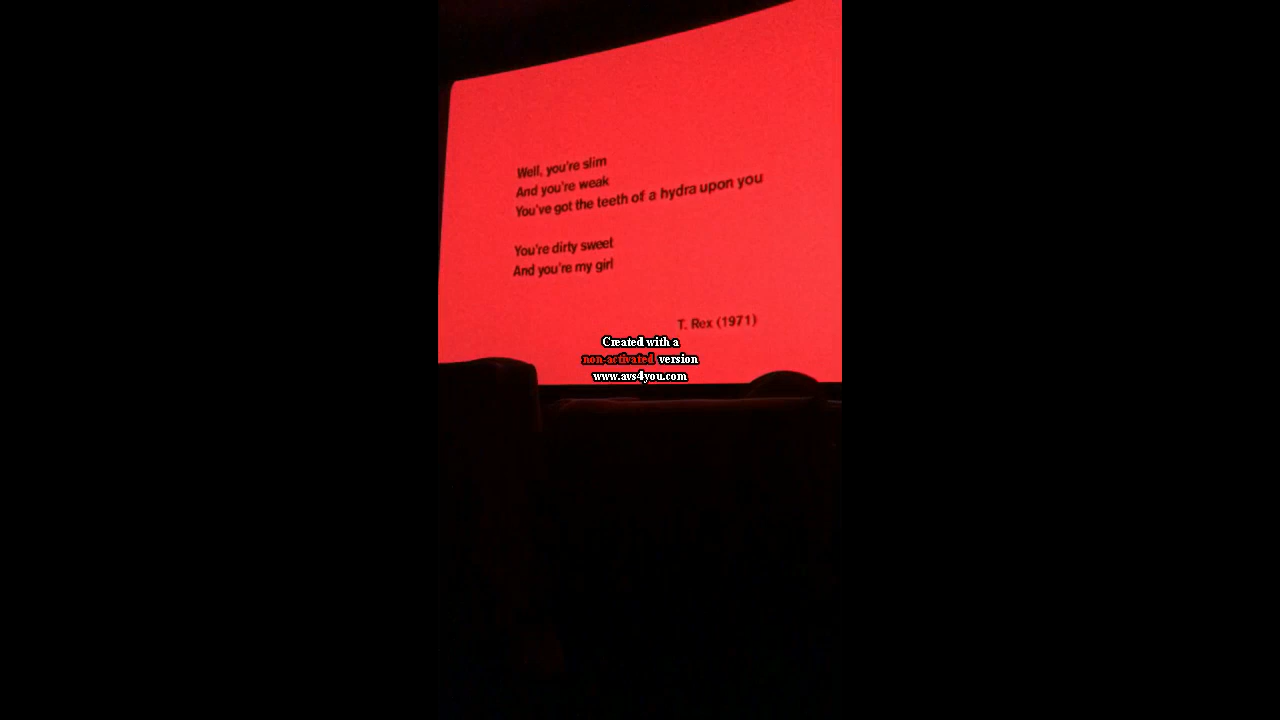 Well, you're slim
And you're weak
You've got the teeth of a hydra upon you
You're dirty sweet
And you're my girl
T. Rex (1971)
Created with a
non-activated version
www.avs4you.com